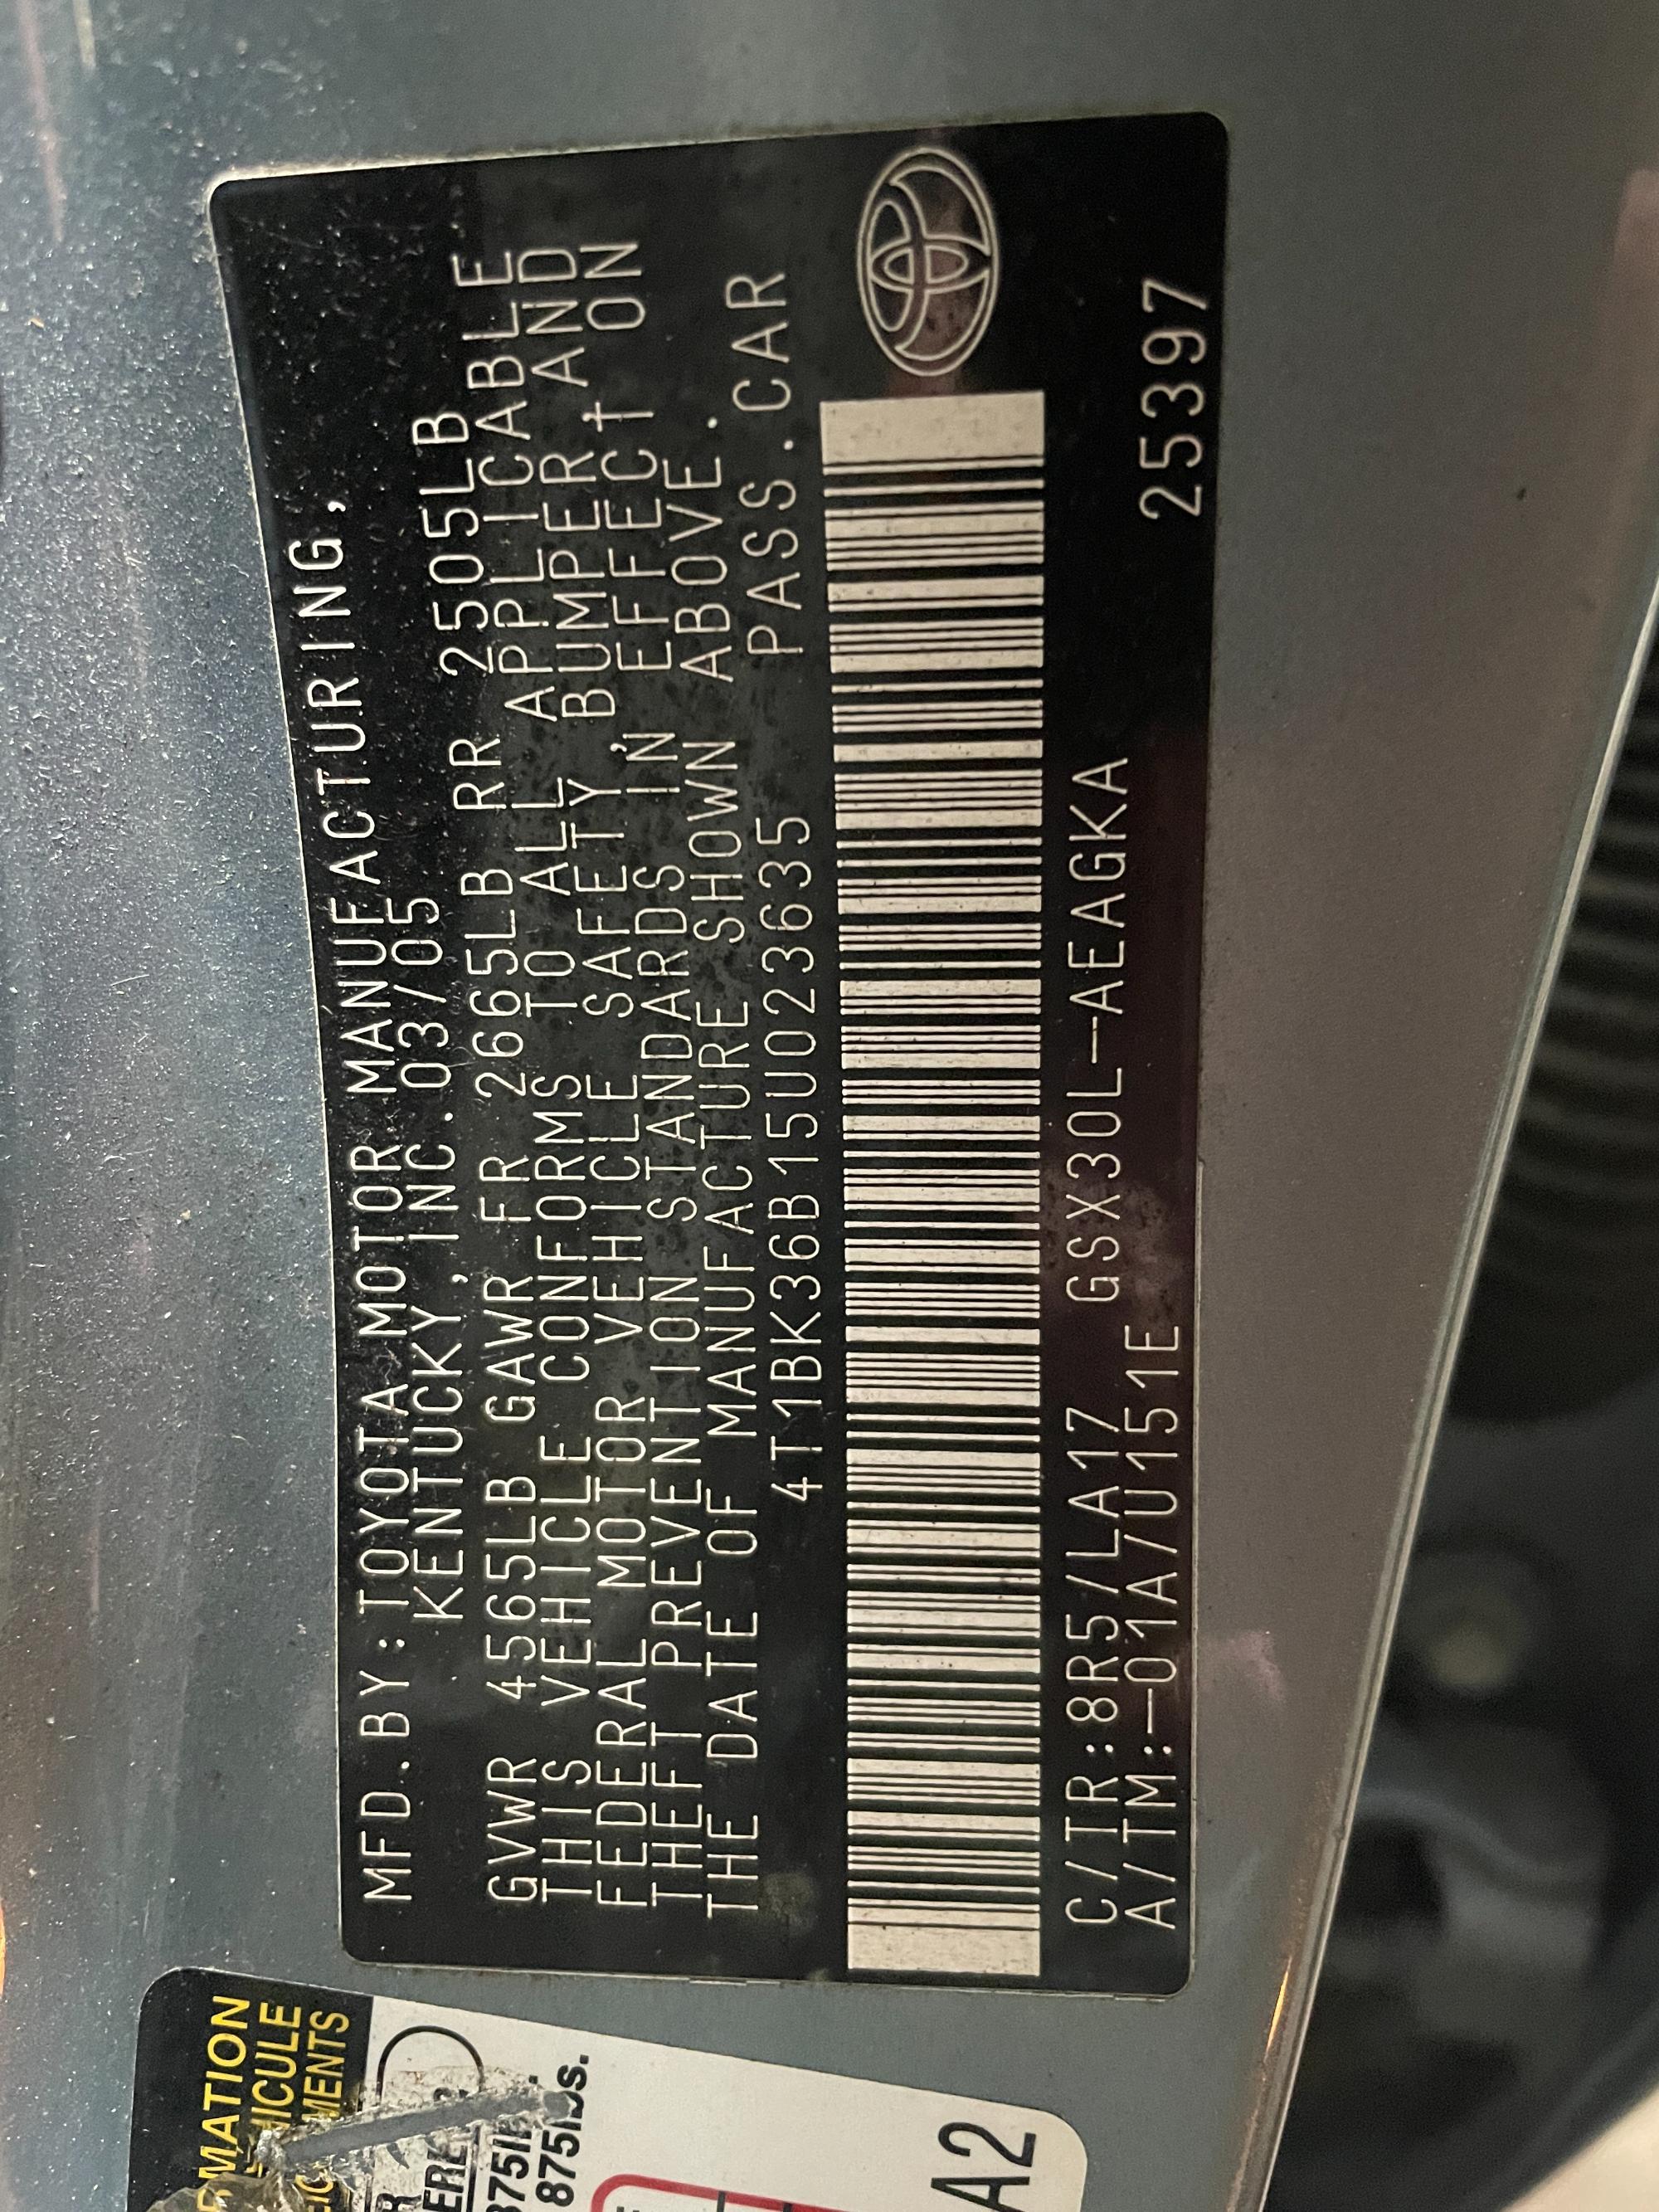 MFD.BY:TOYOTA MOTOR MANUFACTURING,
KENTUCKY, INC.03/05
GVWR 4565LB GAWR FR 2665LB RR 2505LB
THIS VEHICLE CONFORMS TO ALL APPLICABLE
FEDERAL MOTOR VEHICLE SAFETY, BUMPER AND
THEFT PREVENTION STANDARDS IN EFFECT ON
THE DATE OF MANUFACTURE SHOWN ABOVE.
4T1BK36B15U023635 PASS.CAR
C/TR:8R5/LA17 GSX30L-AEAGKA
A/TM:-01A/U151E 25397
875lbs.
A2